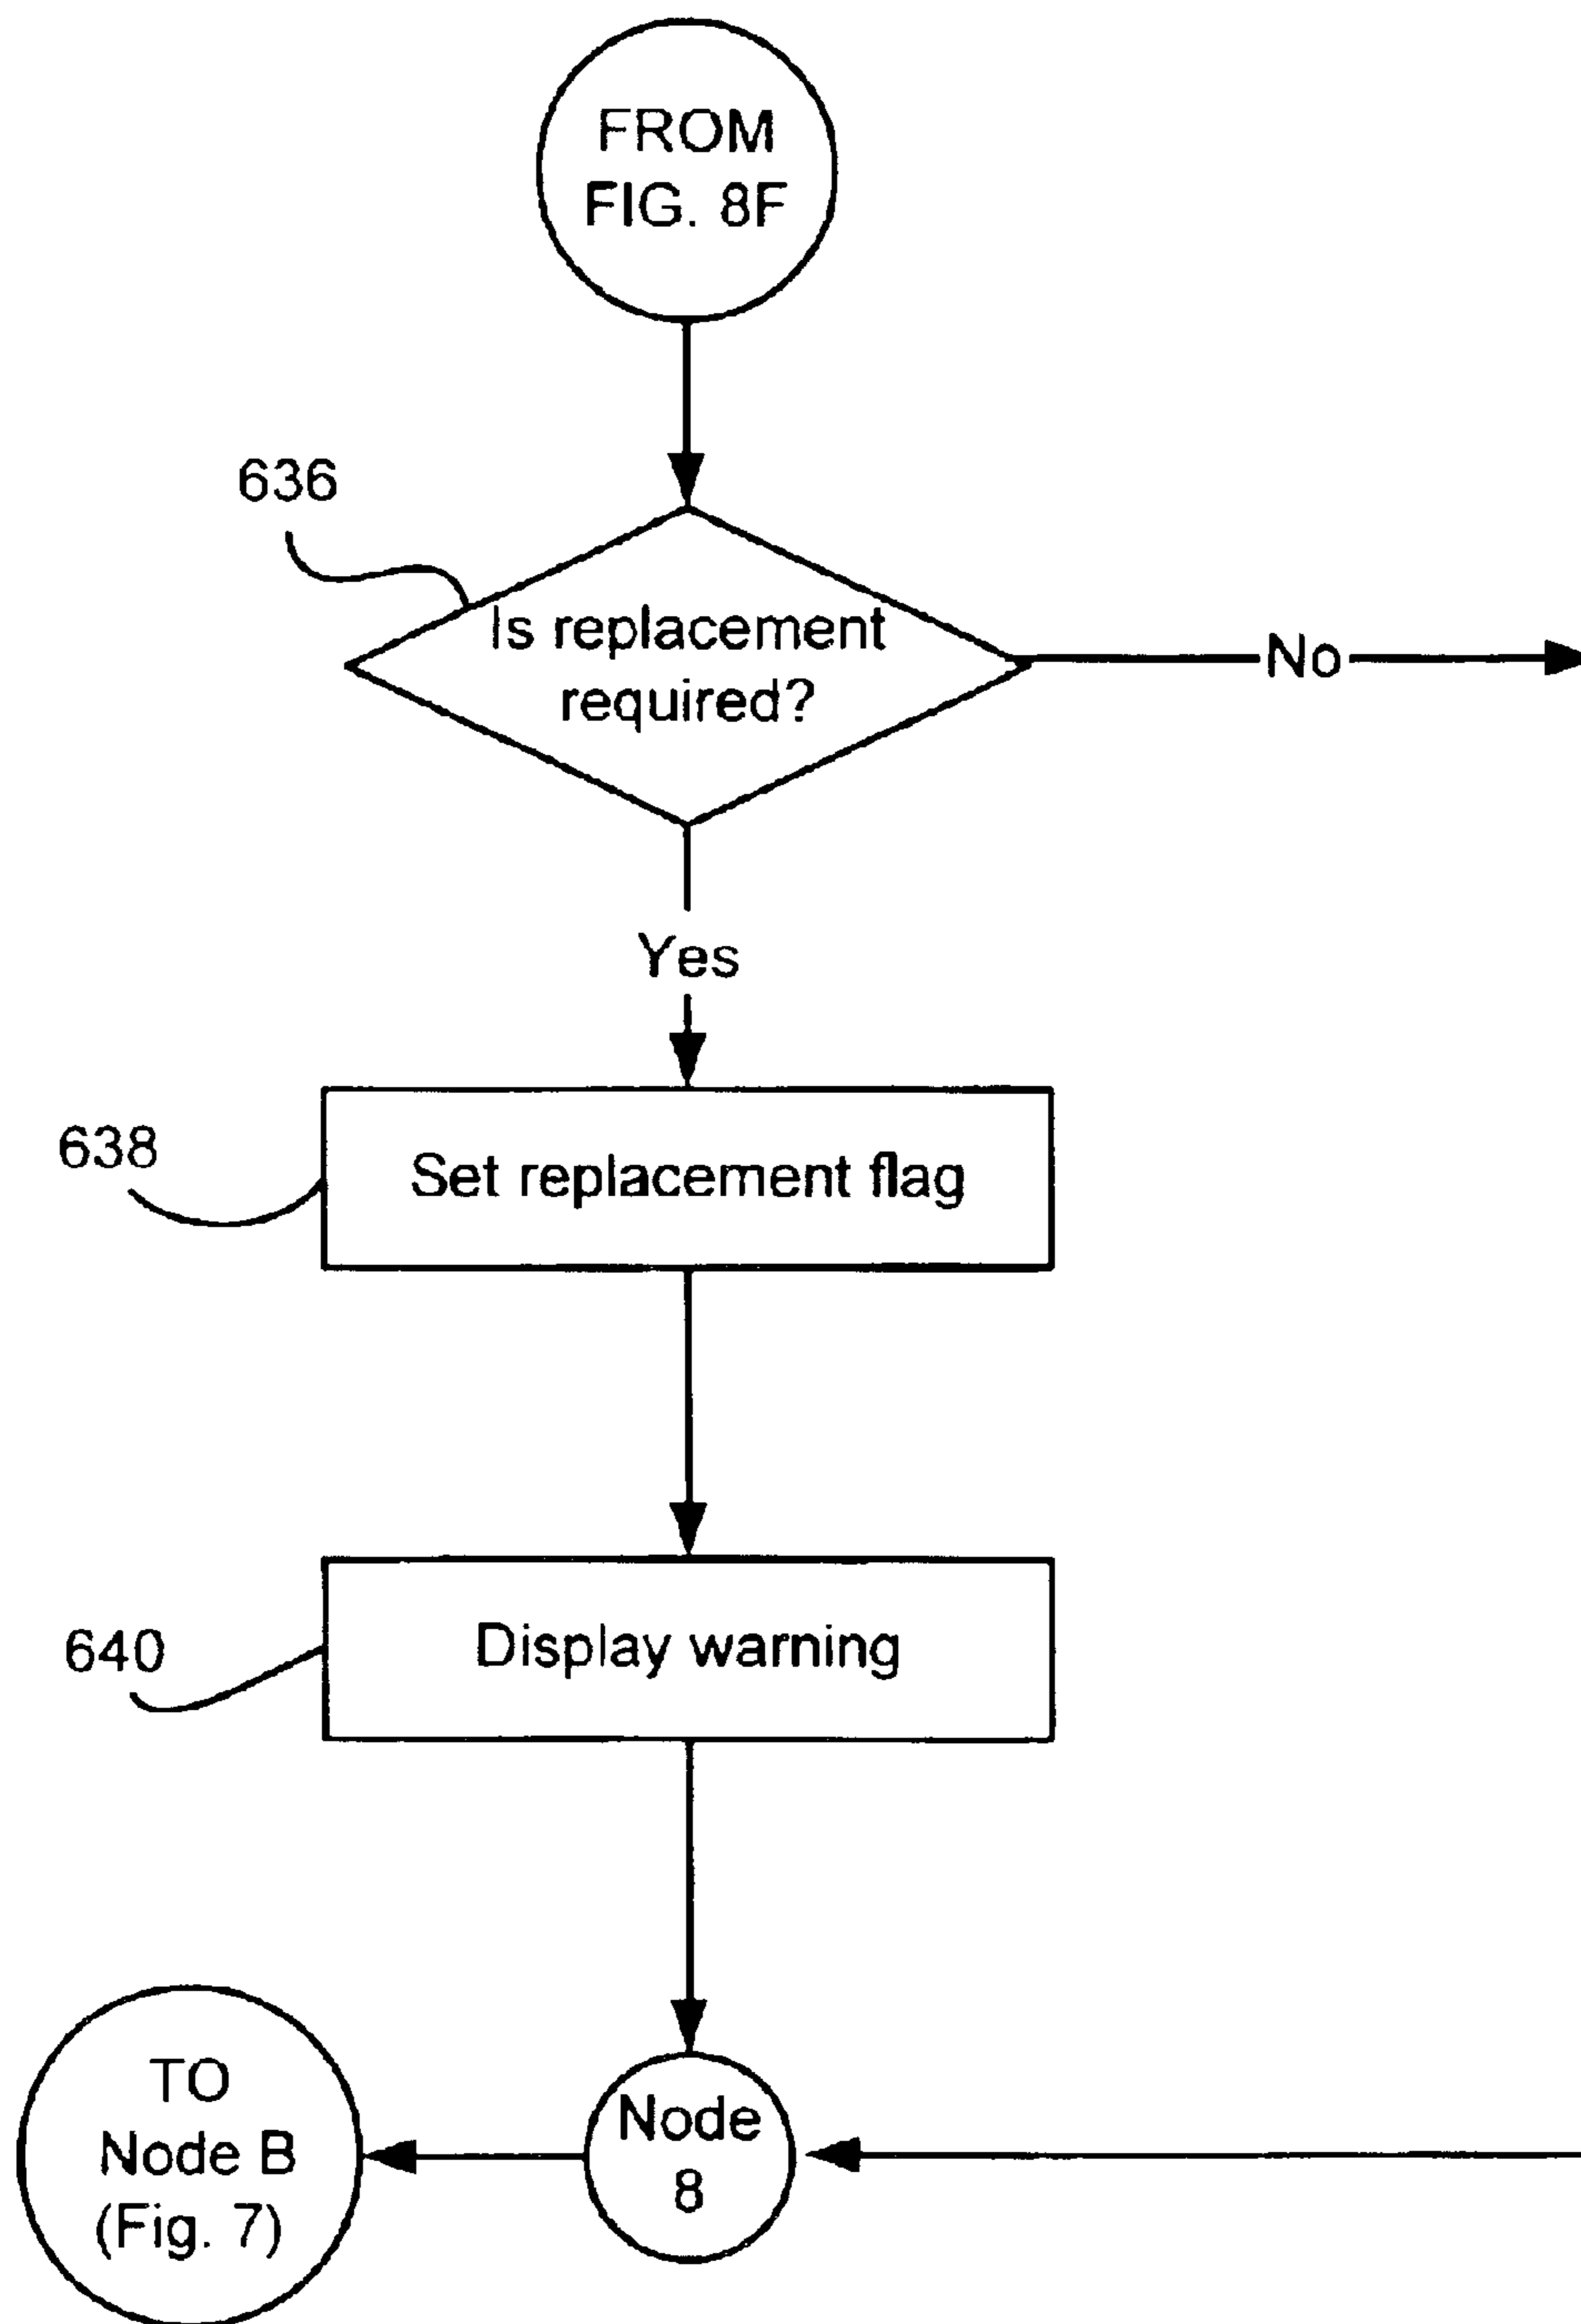 FROM
FIG. 8F
636
Is replacement
required?
No
Yes
638
Set replacement flag
640
Display warning
TO
Node B
(Fig. 7)
Node
8